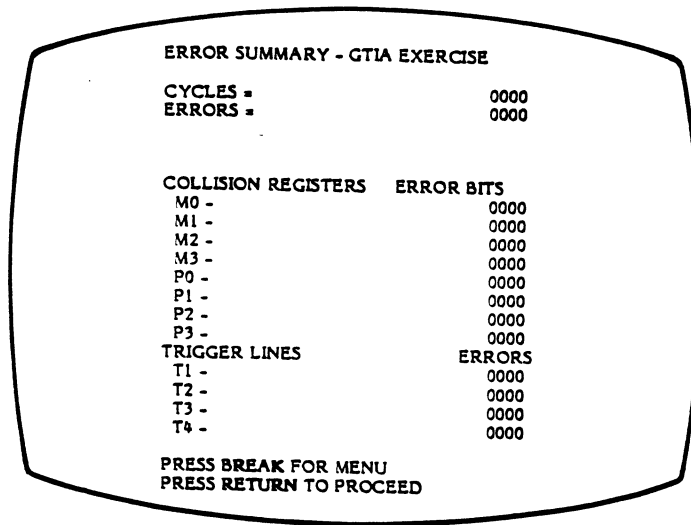 ERROR SUMMARY - GTIA EXERCISE
CYCLES = 0000
ERRORS = 0000
COLLISION REGISTERS ERROR BITS
M0 - 0000
M1 - 0000
M2 - 0000
M3 - 0000
P0 - 0000
P1 - 0000
P2 - 0000
P3 - 0000
TRIGGER LINES ERRORS
T1 - 0000
T2 - 0000
T3 - 0000
T4 - 0000
PRESS BREAK FOR MENU
PRESS RETURN TO PROCEED